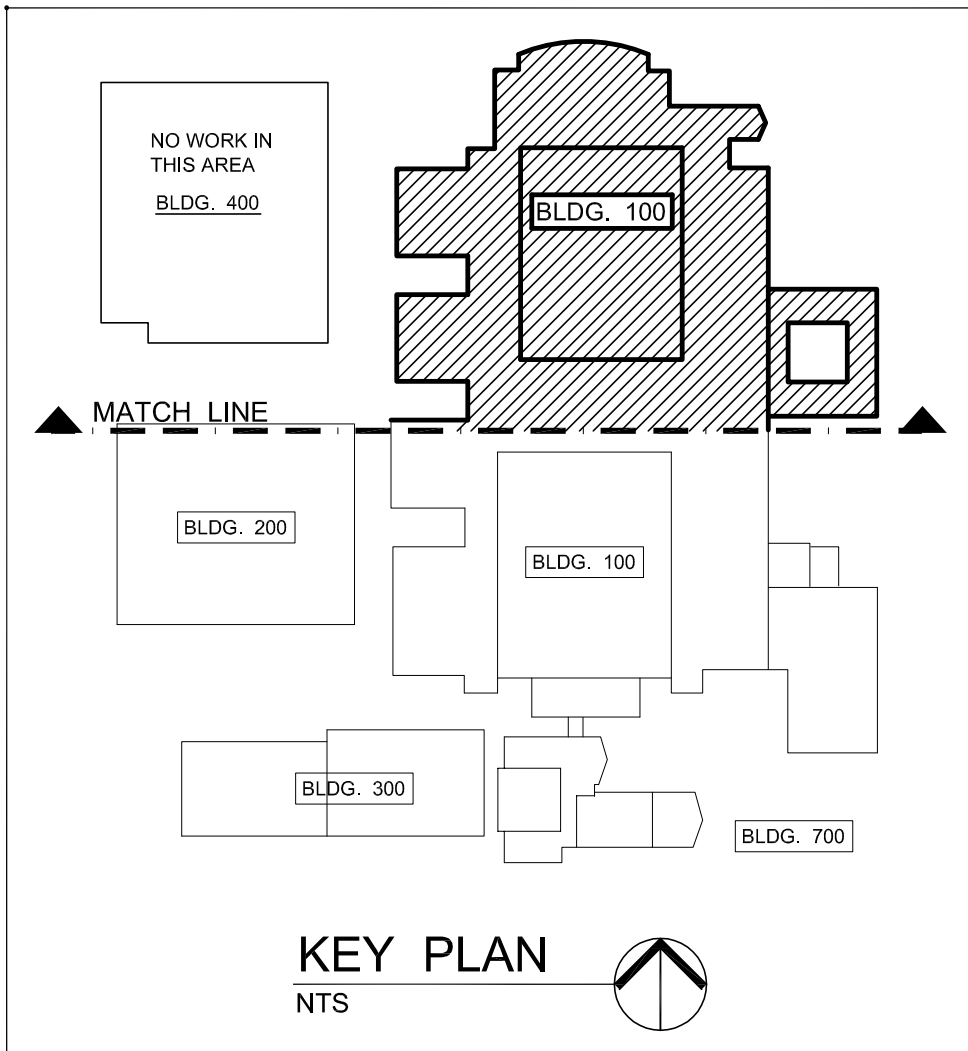 NO WORK IN
THIS AREA
BLDG. 400
BLDG. 100
MATCH LINE
BLDG. 200
BLDG. 100
BLDG. 300
BLDG. 700
KEY PLAN
NTS